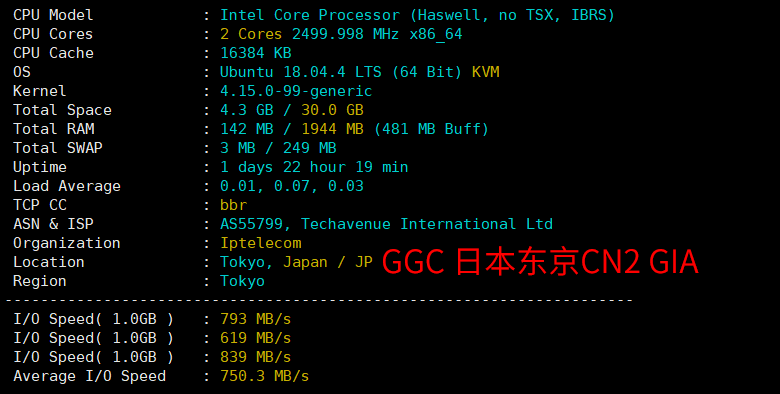 CPU Model : Intel Core Processor (Haswell, no TSX, IBRS)
CPU Cores : 2 Cores 2499.998 MHz x86_64
CPU Cache : 16384 KB
OS : Ubuntu 18.04.4 LTS (64 Bit) KVM
Kernel : 4.15.0-99-generic
Total Space : 4.3 GB / 30.0 GB
Total RAM : 142 MB / 1944 MB (481 MB Buff)
Total SWAP : 3 MB / 249 MB
Uptime : 1 days 22 hour 19 min
Load Average : 0.01, 0.07, 0.03
TCP CC : bbr
ASN & ISP : AS55799, Techavenue International Ltd
Organization : Iptelecom
Location : Tokyo, Japan / JP
GGC 日本东京CN2 GIA
Region : Tokyo
----------------------------------------------------------------------
I/O Speed( 1.0GB ) : 793 MB/s
I/O Speed( 1.0GB ) : 619 MB/s
I/O Speed( 1.0GB ) : 839 MB/s
Average I/O Speed : 750.3 MB/s